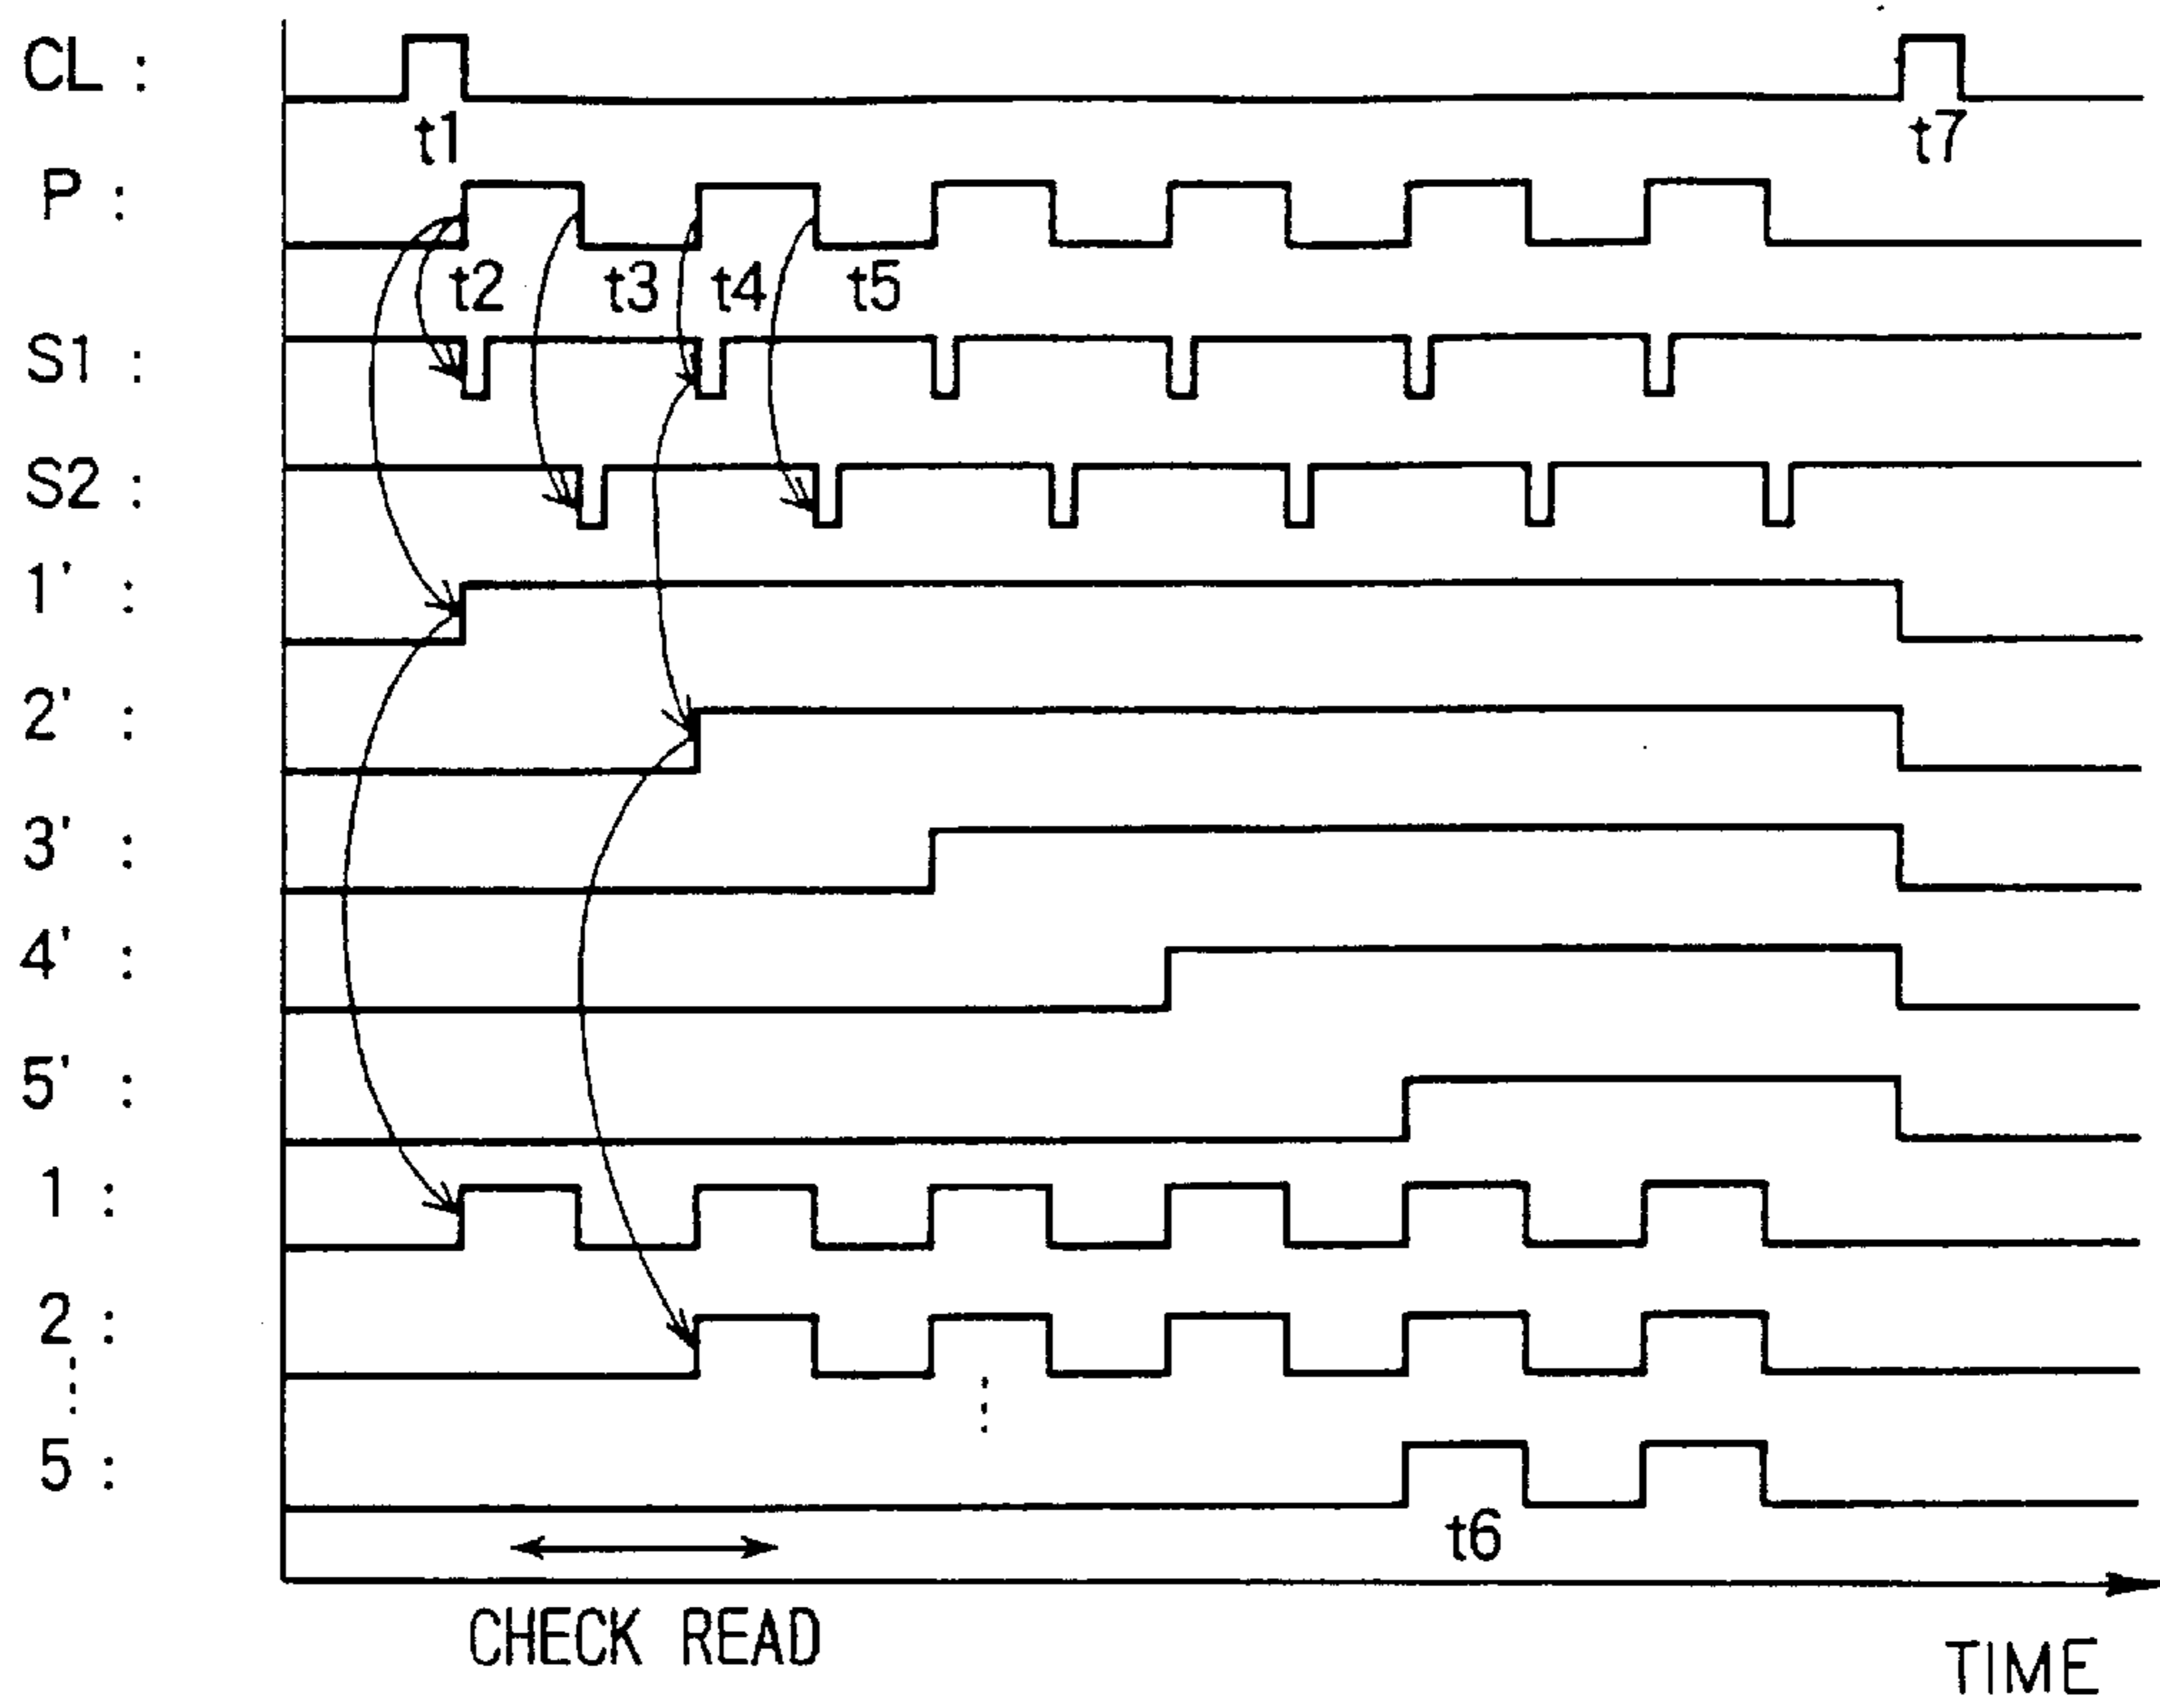 CL :
t1
t7
P :
t2 t3 t4 t5
S1 :
S2 :
1' :
2' :
3' :
4' :
5' :
1 :
2 :
5 :
t6
CHECK READ
TIME